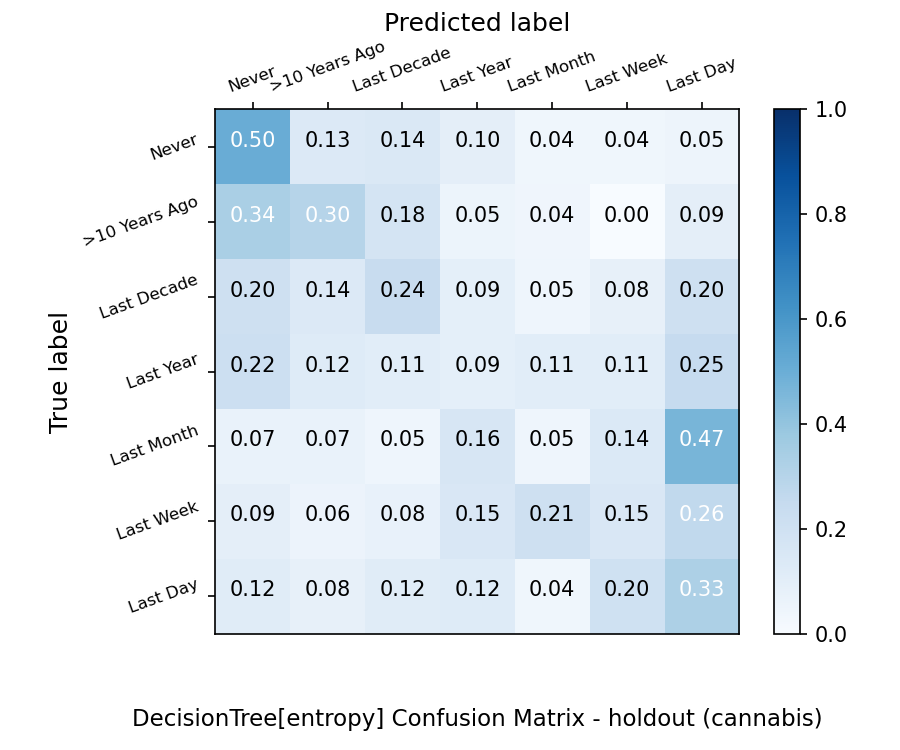 Predicted label
Never >10 Years Ago Last Decade Last Year Last Month Last Week Last Day
1.0
Never 0.50 0.13 0.14 0.10 0.04 0.04 0.05
0.8
>10 Years Ago 0.34 0.30 0.18 0.05 0.04 0.00 0.09
Last Decade 0.20 0.14 0.24 0.09 0.05 0.08 0.20
0.6
True label
Last Year 0.22 0.12 0.11 0.09 0.11 0.11 0.25
0.4
Last Month 0.07 0.07 0.05 0.16 0.05 0.14 0.47
Last Week 0.09 0.06 0.08 0.15 0.21 0.15 0.26
0.2
Last Day 0.12 0.08 0.12 0.12 0.04 0.20 0.33
0.0
DecisionTree[entropy] Confusion Matrix - holdout (cannabis)